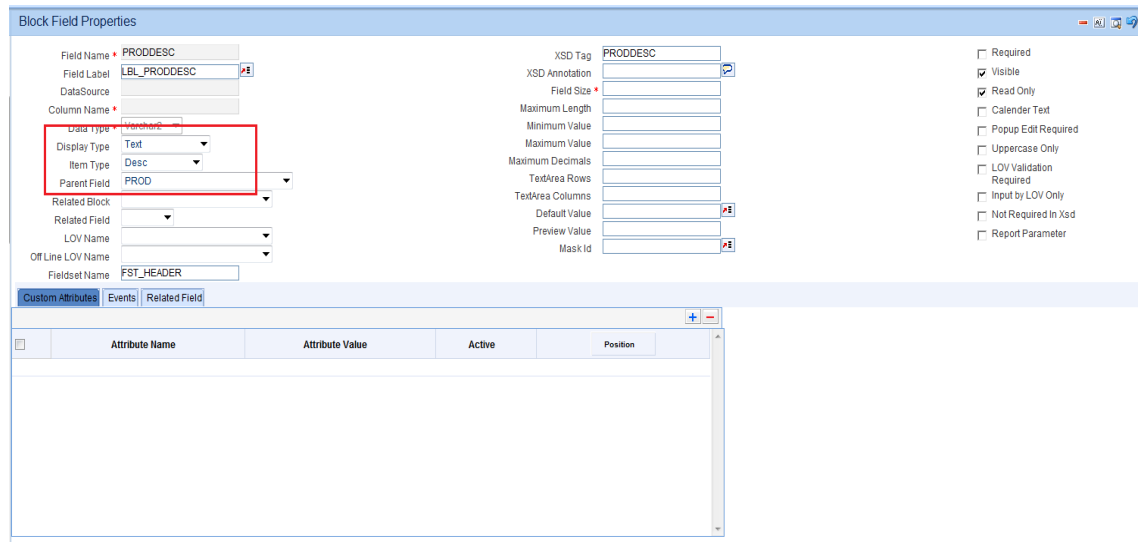 Block Field Properties
Field Name * PRODDESC
Field Label LBL_PRODDESC
DataSource
Column Name *
Data Type * Varchar2
Display Type Text
Item Type Desc
Parent Field PROD
Related Block
Related Field
LOV Name
Off Line LOV Name
Fieldset Name FST_HEADER
XSD Tag PRODDESC
XSD Annotation
Field Size *
Maximum Length
Minimum Value
Maximum Value
Maximum Decimals
TextArea Rows
TextArea Columns
Default Value
Preview Value
Mask Id
Required
Visible
Read Only
Calender Text
Popup Edit Required
Uppercase Only
LOV Validation
Required
Input by LOV Only
Not Required In Xsd
Report Parameter
Custom Attributes Events Related Field
Attribute Name Attribute Value Active Position